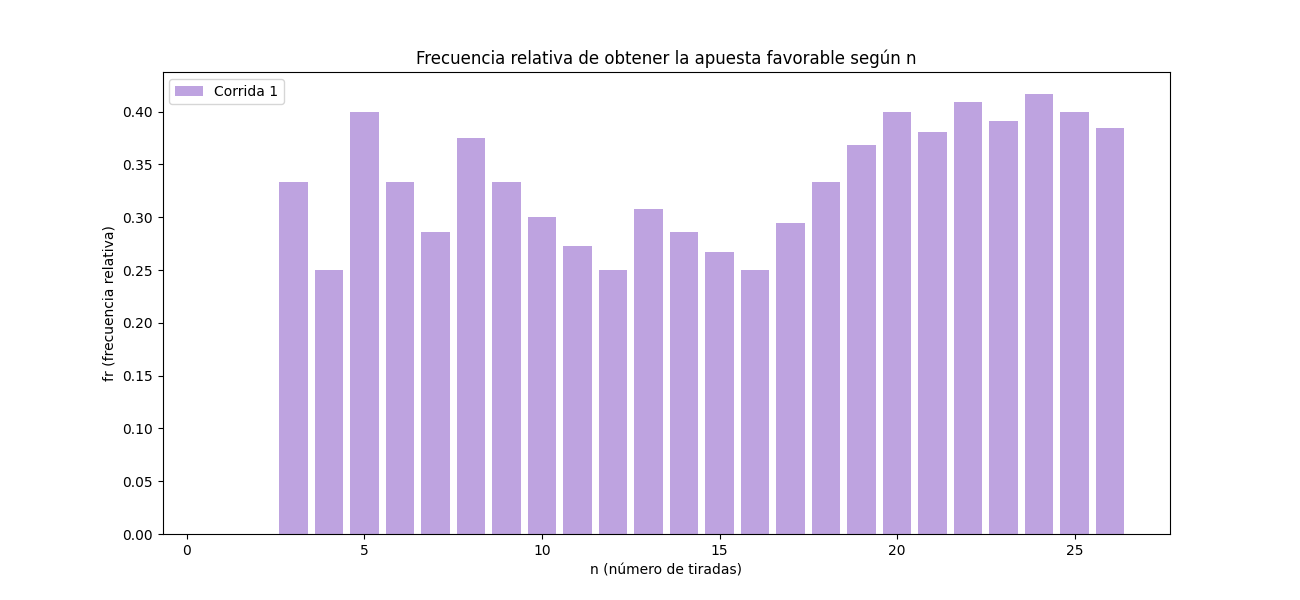 Frecuencia relativa de obtener la apuesta favorable según n
Corrida 1
fr (frecuencia relativa)
0.40
0.35
0.30
0.25
0.20
0.15
0.10
0.05
0.00
0 5 10 15 20 25
n (número de tiradas)